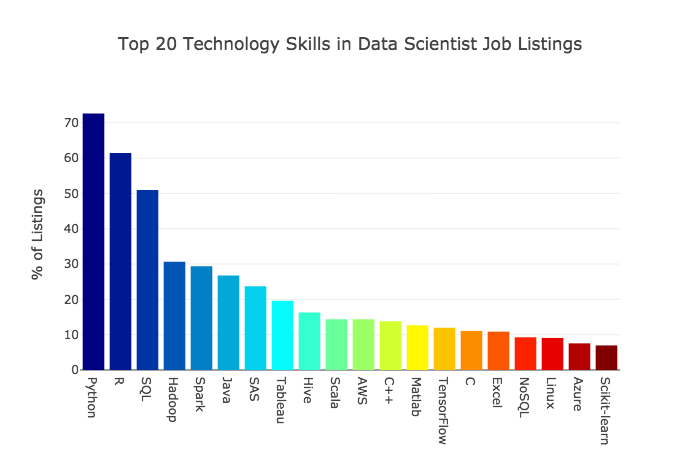 Top 20 Technology Skills in Data Scientist Job Listings
% of Listings
70
60
50
40
30
20
10
0
Python
R
SQL
Hadoop
Spark
Java
SAS
Tableau
Hive
Scala
AWS
C++
Matlab
TensorFlow
C
Excel
NoSQL
Linux
Azure
Scikit-learn